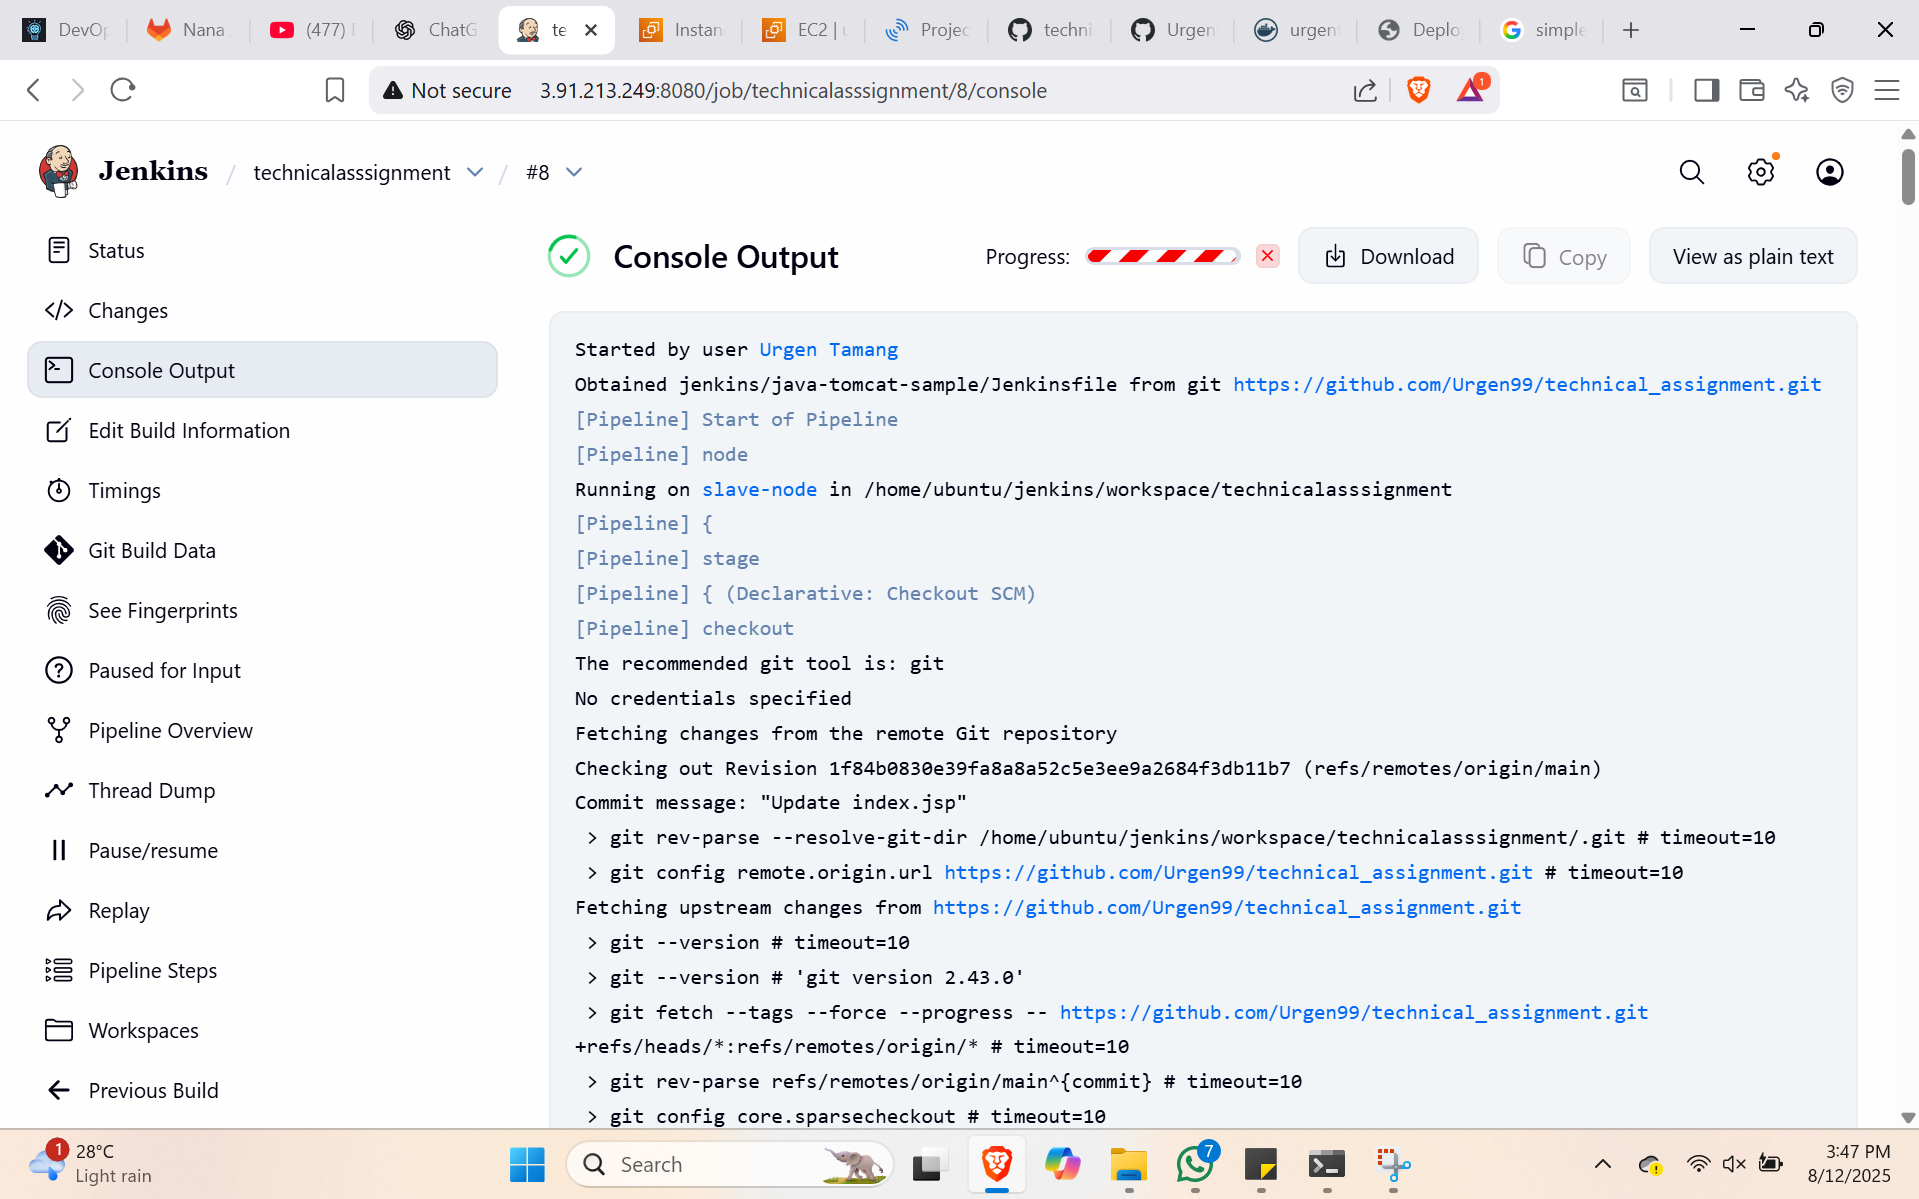 DevOp
Nana
(477)
ChatG
te
Instan
EC2 | u
Projec
techni
Urgen
urgent
Deplo
simple
Not secure 3.91.213.249:8080/job/technicalasssignment/8/console
1
Jenkins / technicalasssignment / #8
Status
Changes
Console Output
Edit Build Information
Timings
Git Build Data
See Fingerprints
Paused for Input
Pipeline Overview
Thread Dump
Pause/resume
Replay
Pipeline Steps
Workspaces
Previous Build
Console Output
Progress:
Download
Copy
View as plain text
Started by user Urgen Tamang
Obtained jenkins/java-tomcat-sample/Jenkinsfile from git https://github.com/Urgen99/technical_assignment.git
[Pipeline] Start of Pipeline
[Pipeline] node
Running on slave-node in /home/ubuntu/jenkins/workspace/technicalasssignment
[Pipeline] {
[Pipeline] stage
[Pipeline] { (Declarative: Checkout SCM)
[Pipeline] checkout
The recommended git tool is: git
No credentials specified
Fetching changes from the remote Git repository
Checking out Revision 1f84b0830e39fa8a8a52c5e3ee9a2684f3db11b7 (refs/remotes/origin/main)
Commit message: "Update index.jsp"
> git rev-parse --resolve-git-dir /home/ubuntu/jenkins/workspace/technicalasssignment/.git # timeout=10
> git config remote.origin.url https://github.com/Urgen99/technical_assignment.git # timeout=10
Fetching upstream changes from https://github.com/Urgen99/technical_assignment.git
> git --version # timeout=10
> git --version # 'git version 2.43.0'
> git fetch --tags --force --progress -- https://github.com/Urgen99/technical_assignment.git
+refs/heads/*:refs/remotes/origin/* # timeout=10
> git rev-parse refs/remotes/origin/main^{commit} # timeout=10
> git config core.sparsecheckout # timeout=10
1
28°C
Light rain
Search
7
3:47 PM
8/12/2025